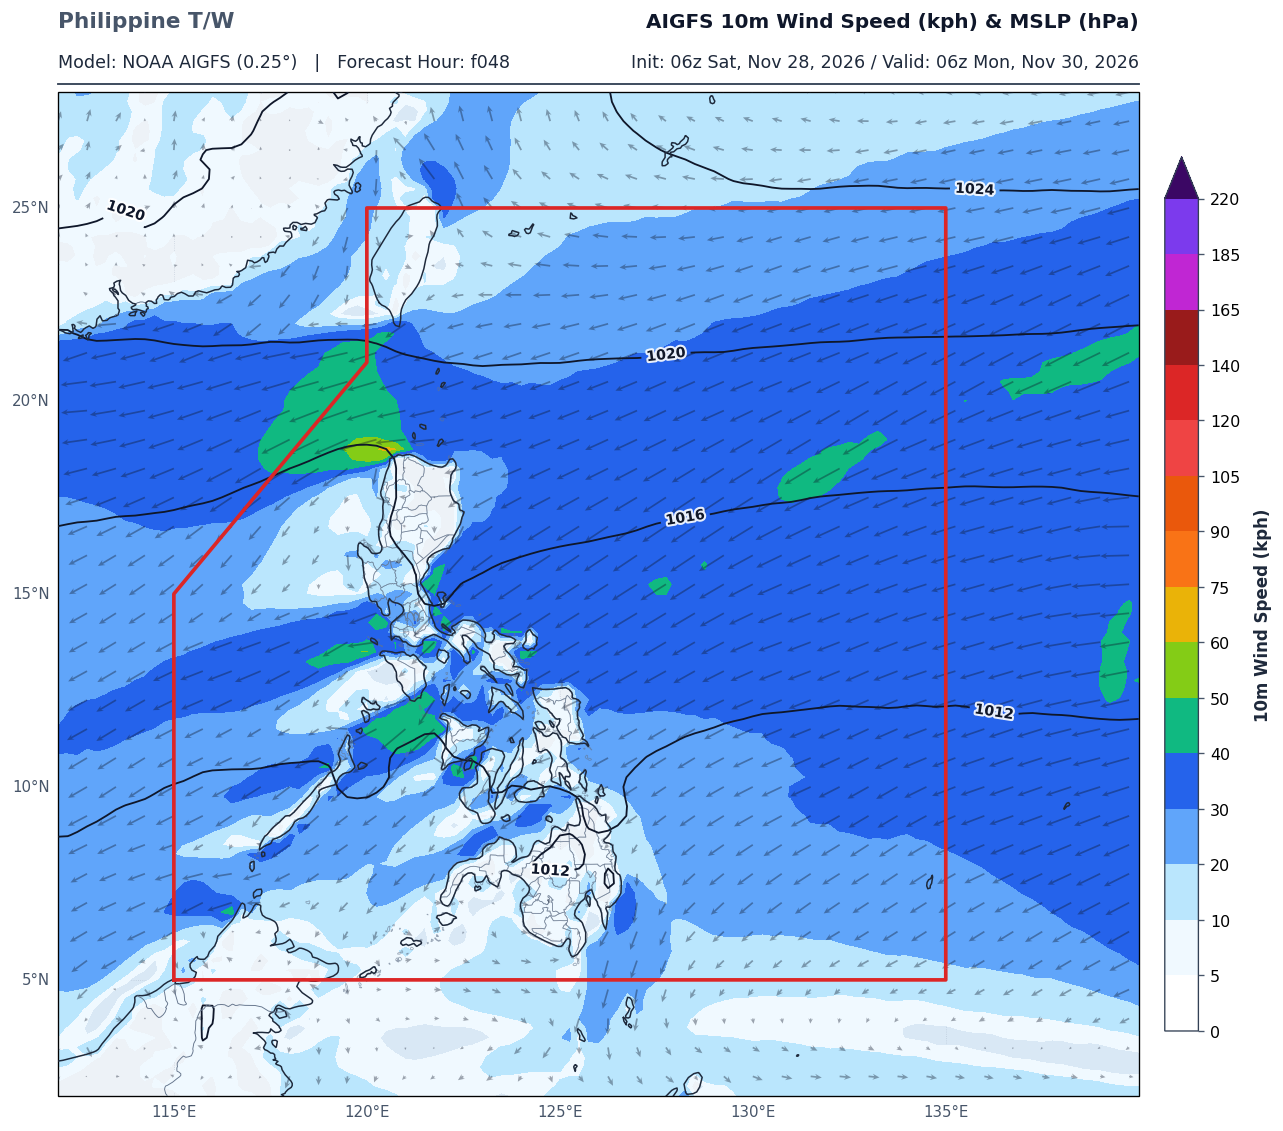 Philippine T/W
AIGFS 10m Wind Speed (kph) & MSLP (hPa)
Model: NOAA AIGFS (0.25°) | Forecast Hour: f048
Init: 06z Sat, Nov 28, 2026 / Valid: 06z Mon, Nov 30, 2026
1024
1020
1020
1016
1012
1012
25°N
20°N
15°N
10°N
5°N
115°E
120°E
125°E
130°E
135°E
220
185
165
140
120
105
90
75
60
50
40
30
20
10
5
0
10m Wind Speed (kph)